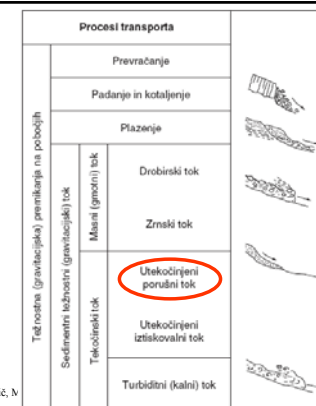 Procesi transporta
Težnostna (gravitacijska) premikanja na pobočjih
Prevračanje
Padanje in kotaljenje
Plazenje
Sedimentni težnostni (gravitacijski) tok
Masni (gmotni) tok
Drobirski tok
Zrnski tok
Tekočinski tok
Utekočinjeni
porušni tok
Utekočinjeni
iztiskovalni tok
Turbiditni (kalni) tok
ič, M